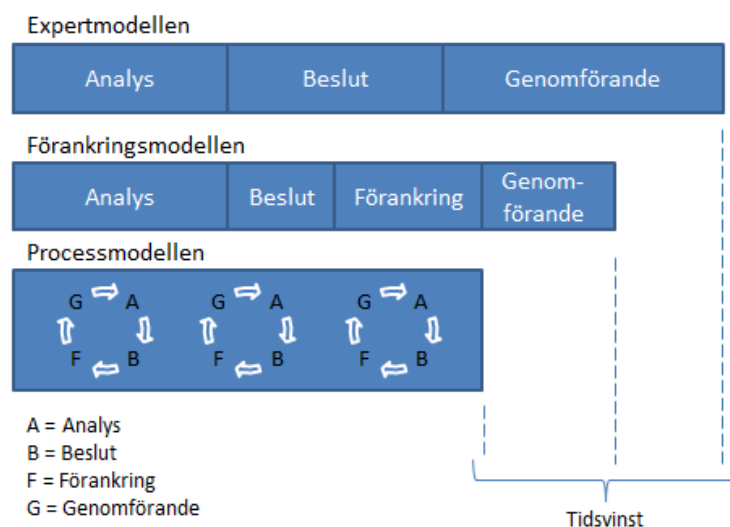 Expertmodellen
Analys Beslut Genomförande
Förankringsmodellen
Analys Beslut Förankring Genom-
förande
Processmodellen
G A G A G A
F B F B F B
A = Analys
B = Beslut
F = Förankring
G = Genomförande
Tidsvinst